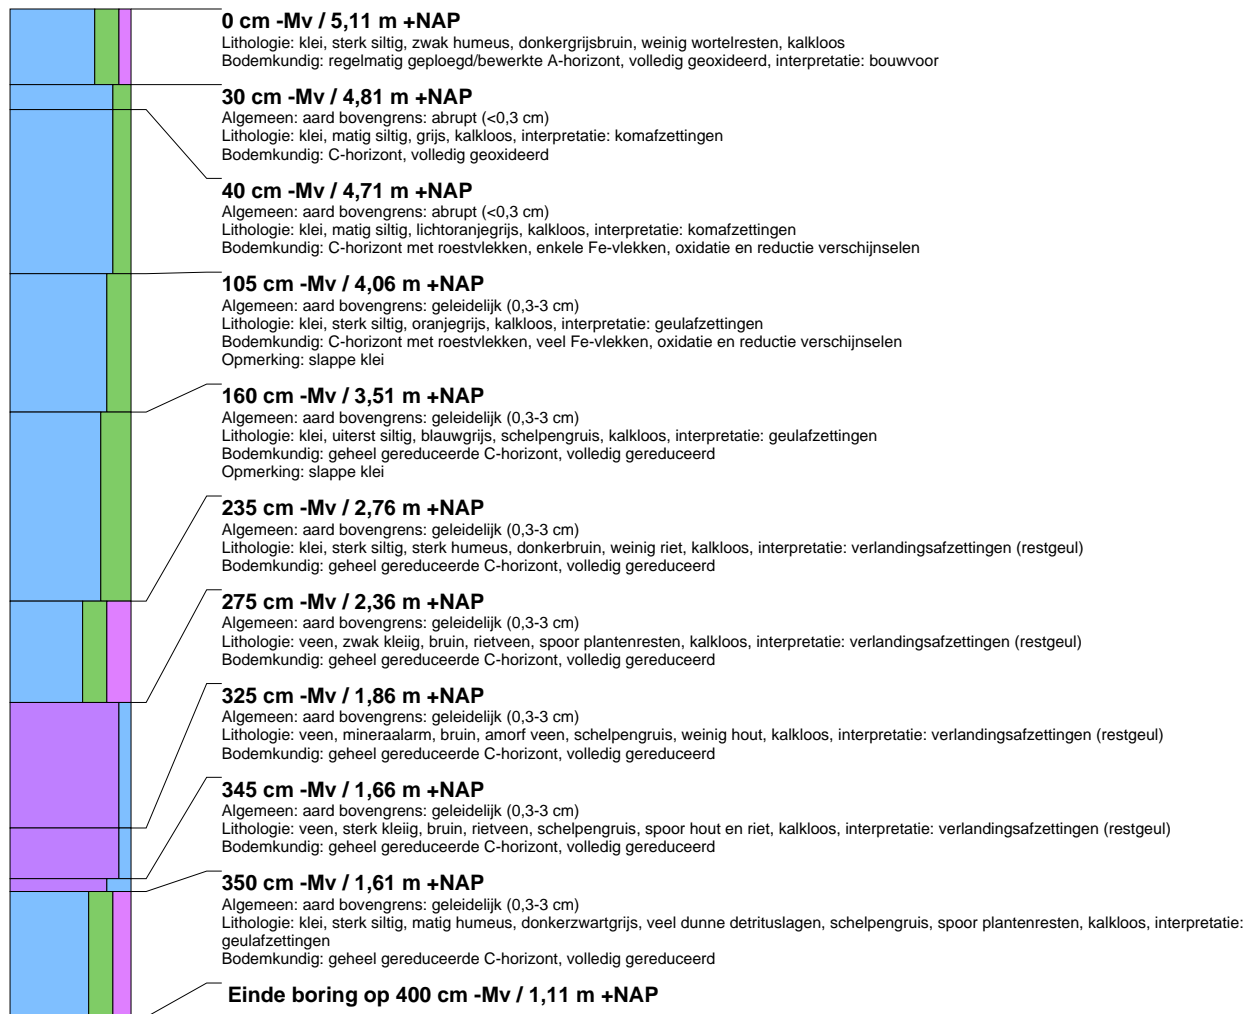 0 cm -Mv / 5,11 m +NAP
Lithologie: klei, sterk siltig, zwak humeus, donkergrijsbruin, weinig wortelresten, kalkloos
Bodemkundig: regelmatig geploegd/bewerkte A-horizont, volledig geoxideerd, interpretatie: bouwvoor
30 cm -Mv / 4,81 m +NAP
Algemeen: aard bovengrens: abrupt (<0,3 cm)
Lithologie: klei, matig siltig, grijs, kalkloos, interpretatie: komafzettingen
Bodemkundig: C-horizont, volledig geoxideerd
40 cm -Mv / 4,71 m +NAP
Algemeen: aard bovengrens: abrupt (<0,3 cm)
Lithologie: klei, matig siltig, lichtoranjegrijs, kalkloos, interpretatie: komafzettingen
Bodemkundig: C-horizont met roestvlekken, enkele Fe-vlekken, oxidatie en reductie verschijnselen
105 cm -Mv / 4,06 m +NAP
Algemeen: aard bovengrens: geleidelijk (0,3-3 cm)
Lithologie: klei, sterk siltig, oranjegrijs, kalkloos, interpretatie: geulafzettingen
Bodemkundig: C-horizont met roestvlekken, veel Fe-vlekken, oxidatie en reductie verschijnselen
Opmerking: slappe klei
160 cm -Mv / 3,51 m +NAP
Algemeen: aard bovengrens: geleidelijk (0,3-3 cm)
Lithologie: klei, uiterst siltig, blauwgrijs, schelpengruis, kalkloos, interpretatie: geulafzettingen
Bodemkundig: geheel gereduceerde C-horizont, volledig gereduceerd
Opmerking: slappe klei
235 cm -Mv / 2,76 m +NAP
Algemeen: aard bovengrens: geleidelijk (0,3-3 cm)
Lithologie: klei, sterk siltig, sterk humeus, donkerbruin, weinig riet, kalkloos, interpretatie: verlandingsafzettingen (restgeul)
Bodemkundig: geheel gereduceerde C-horizont, volledig gereduceerd
275 cm -Mv / 2,36 m +NAP
Algemeen: aard bovengrens: geleidelijk (0,3-3 cm)
Lithologie: veen, zwak kleiig, bruin, rietveen, spoor plantenresten, kalkloos, interpretatie: verlandingsafzettingen (restgeul)
Bodemkundig: geheel gereduceerde C-horizont, volledig gereduceerd
325 cm -Mv / 1,86 m +NAP
Algemeen: aard bovengrens: geleidelijk (0,3-3 cm)
Lithologie: veen, mineraalarm, bruin, amorf veen, schelpengruis, weinig hout, kalkloos, interpretatie: verlandingsafzettingen (restgeul)
Bodemkundig: geheel gereduceerde C-horizont, volledig gereduceerd
345 cm -Mv / 1,66 m +NAP
Algemeen: aard bovengrens: geleidelijk (0,3-3 cm)
Lithologie: veen, sterk kleiig, bruin, rietveen, schelpengruis, spoor hout en riet, kalkloos, interpretatie: verlandingsafzettingen (restgeul)
Bodemkundig: geheel gereduceerde C-horizont, volledig gereduceerd
350 cm -Mv / 1,61 m +NAP
Algemeen: aard bovengrens: geleidelijk (0,3-3 cm)
Lithologie: klei, sterk siltig, matig humeus, donkerzwartgrijs, veel dunne detrituslagen, schelpengruis, spoor plantenresten, kalkloos, interpretatie:
geulafzettingen
Bodemkundig: geheel gereduceerde C-horizont, volledig gereduceerd
Einde boring op 400 cm -Mv / 1,11 m +NAP